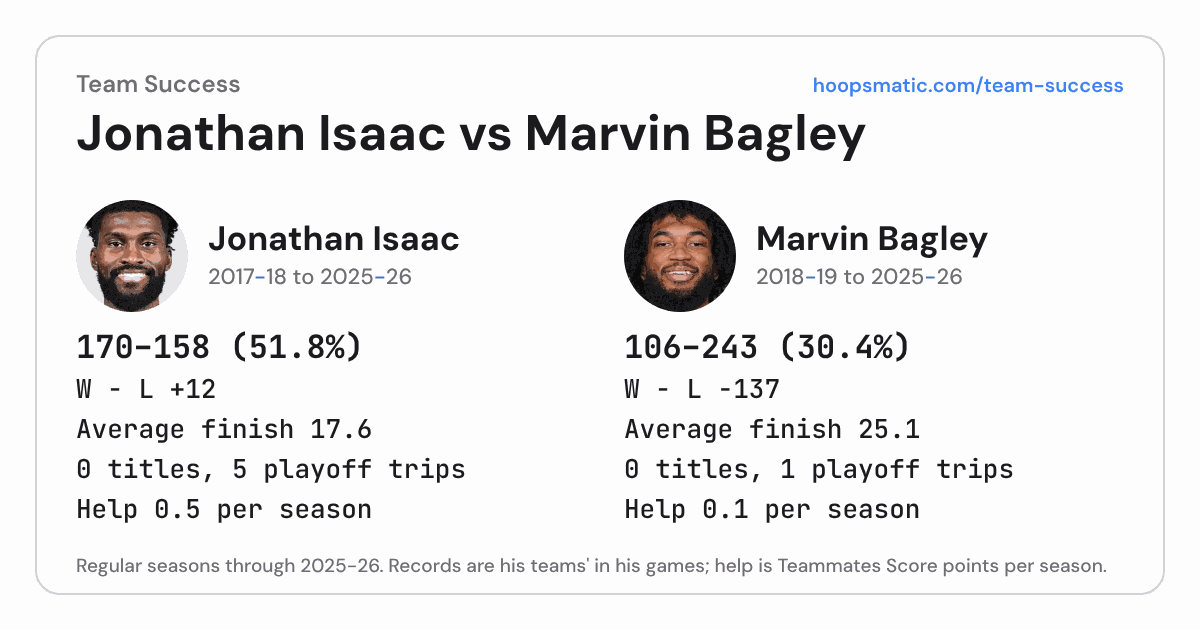 Team Success
hoopsmatic.com/team-success
Jonathan Isaac vs Marvin Bagley
Jonathan Isaac
2017-18 to 2025-26
170-158 (51.8%)
W - L +12
Average finish 17.6
0 titles, 5 playoff trips
Help 0.5 per season
Marvin Bagley
2018-19 to 2025-26
106-243 (30.4%)
W - L -137
Average finish 25.1
0 titles, 1 playoff trips
Help 0.1 per season
Regular seasons through 2025-26. Records are his teams' in his games; help is Teammates Score points per season.